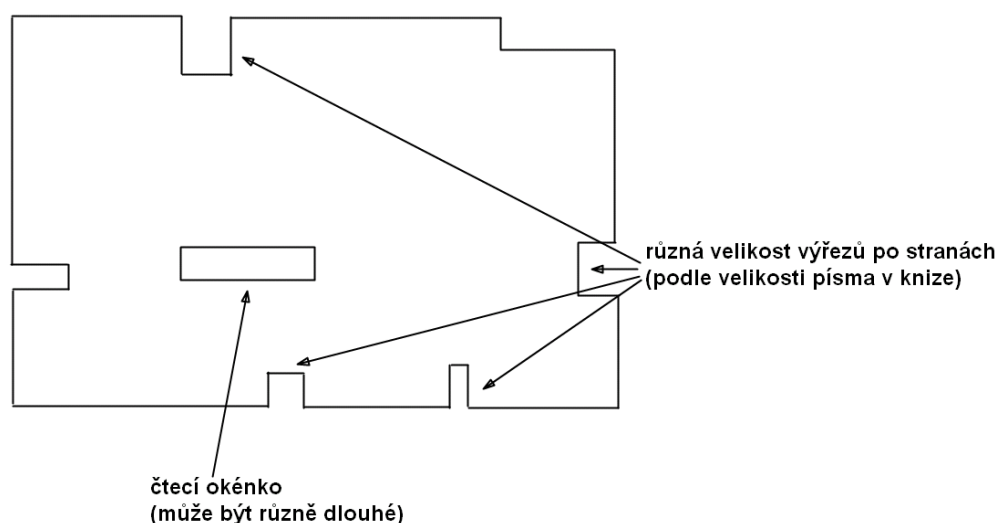 různá velikost výřezů po stranách
(podle velikosti písma v knize)
čtecí okénko
(může být různě dlouhé)